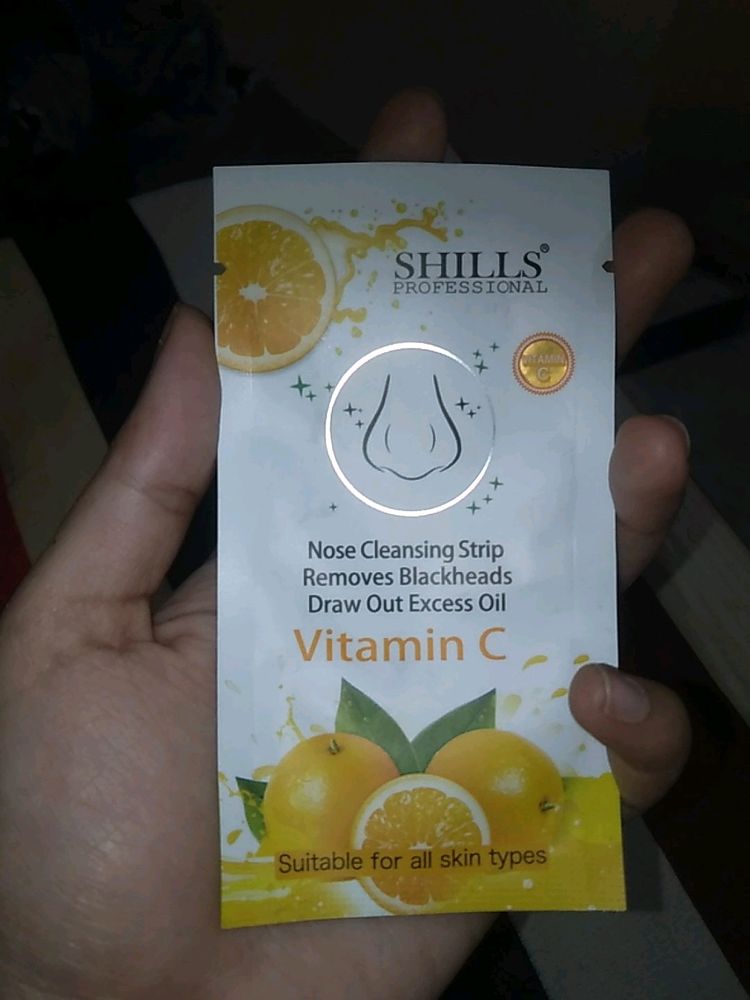 SHILLS®
PROFESSIONAL
VITAMIN
C
Nose Cleansing Strip
Removes Blackheads
Draw Out Excess Oil
Vitamin C
Suitable for all skin types